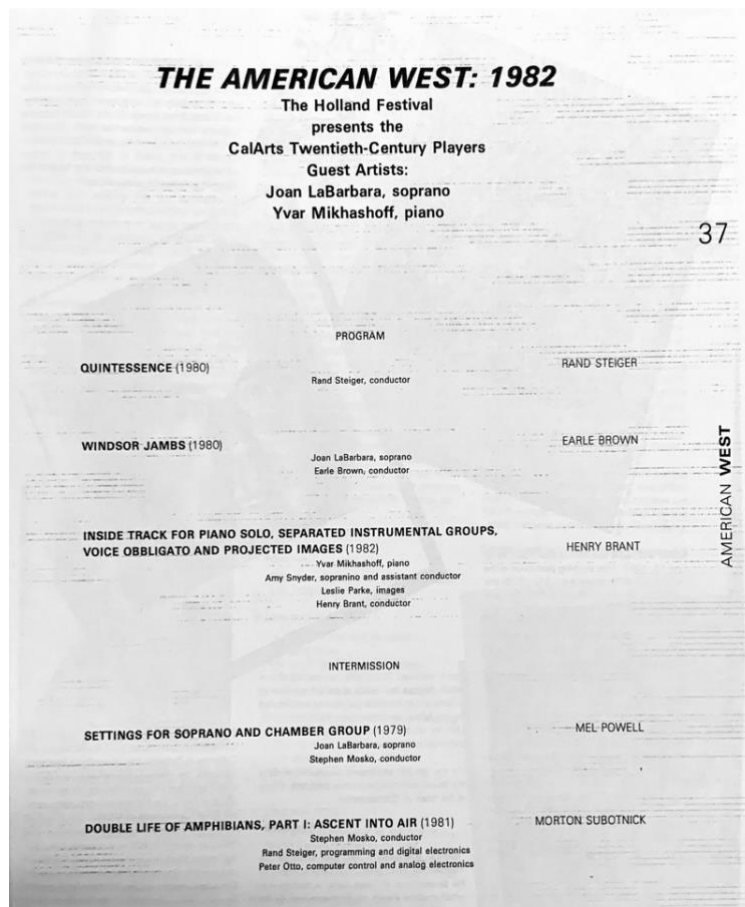 THE AMERICAN WEST: 1982
The Holland Festival
presents the
CalArts Twentieth-Century Players
Guest Artists:
Joan LaBarbara, soprano
Yvar Mikhashoff, piano
37
PROGRAM
QUINTESSENCE (1980) RAND STEIGER
Rand Steiger, conductor
WINDSOR JAMBS (1980) EARLE BROWN
Joan LaBarbara, soprano
Earle Brown, conductor
AMERICAN WEST
INSIDE TRACK FOR PIANO SOLO, SEPARATED INSTRUMENTAL GROUPS,
VOICE OBBLIGATO AND PROJECTED IMAGES (1982) HENRY BRANT
Yvar Mikhashoff, piano
Amy Snyder, sopranino and assistant conductor
Leslie Parke, images
Henry Brant, conductor
INTERMISSION
SETTINGS FOR SOPRANO AND CHAMBER GROUP (1979) MEL POWELL
Joan LaBarbara, soprano
Stephen Mosko, conductor
DOUBLE LIFE OF AMPHIBIANS, PART I: ASCENT INTO AIR (1981) MORTON SUBOTNICK
Stephen Mosko, conductor
Rand Steiger, programming and digital electronics
Peter Otto, computer control and analog electronics